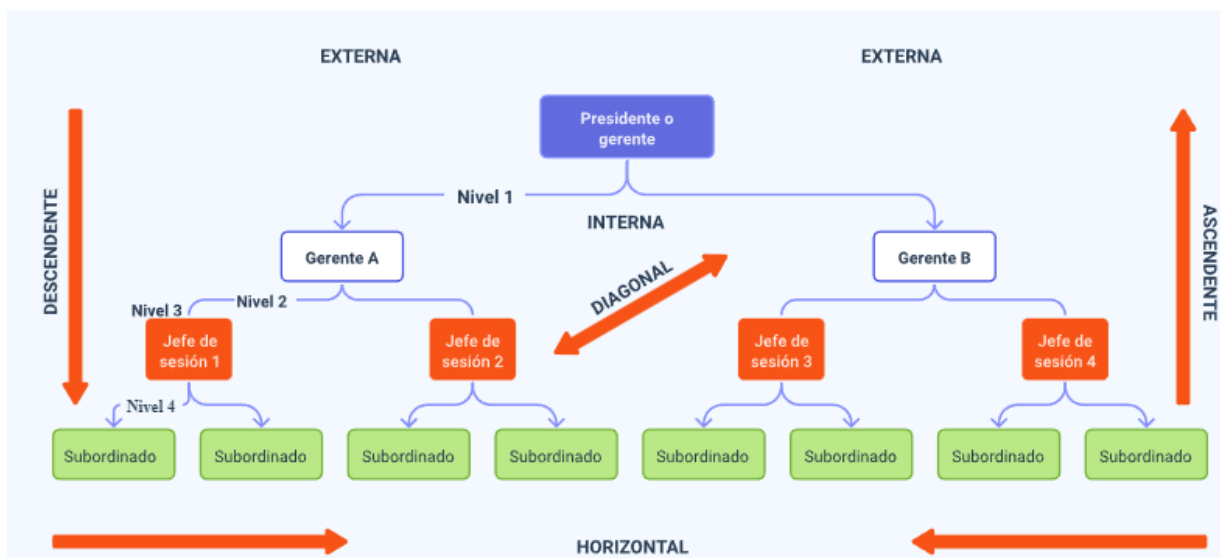 EXTERNA
EXTERNA
Presidente o
gerente
Nivel 1
INTERNA
DESCENDENTE
ASCENDENTE
Gerente A
Gerente B
DIAGONAL
Nivel 2
Nivel 3
Jefe de
sesión 1
Jefe de
sesión 2
Jefe de
sesión 3
Jefe de
sesión 4
Nivel 4
Subordinado
Subordinado
Subordinado
Subordinado
Subordinado
Subordinado
Subordinado
Subordinado
HORIZONTAL